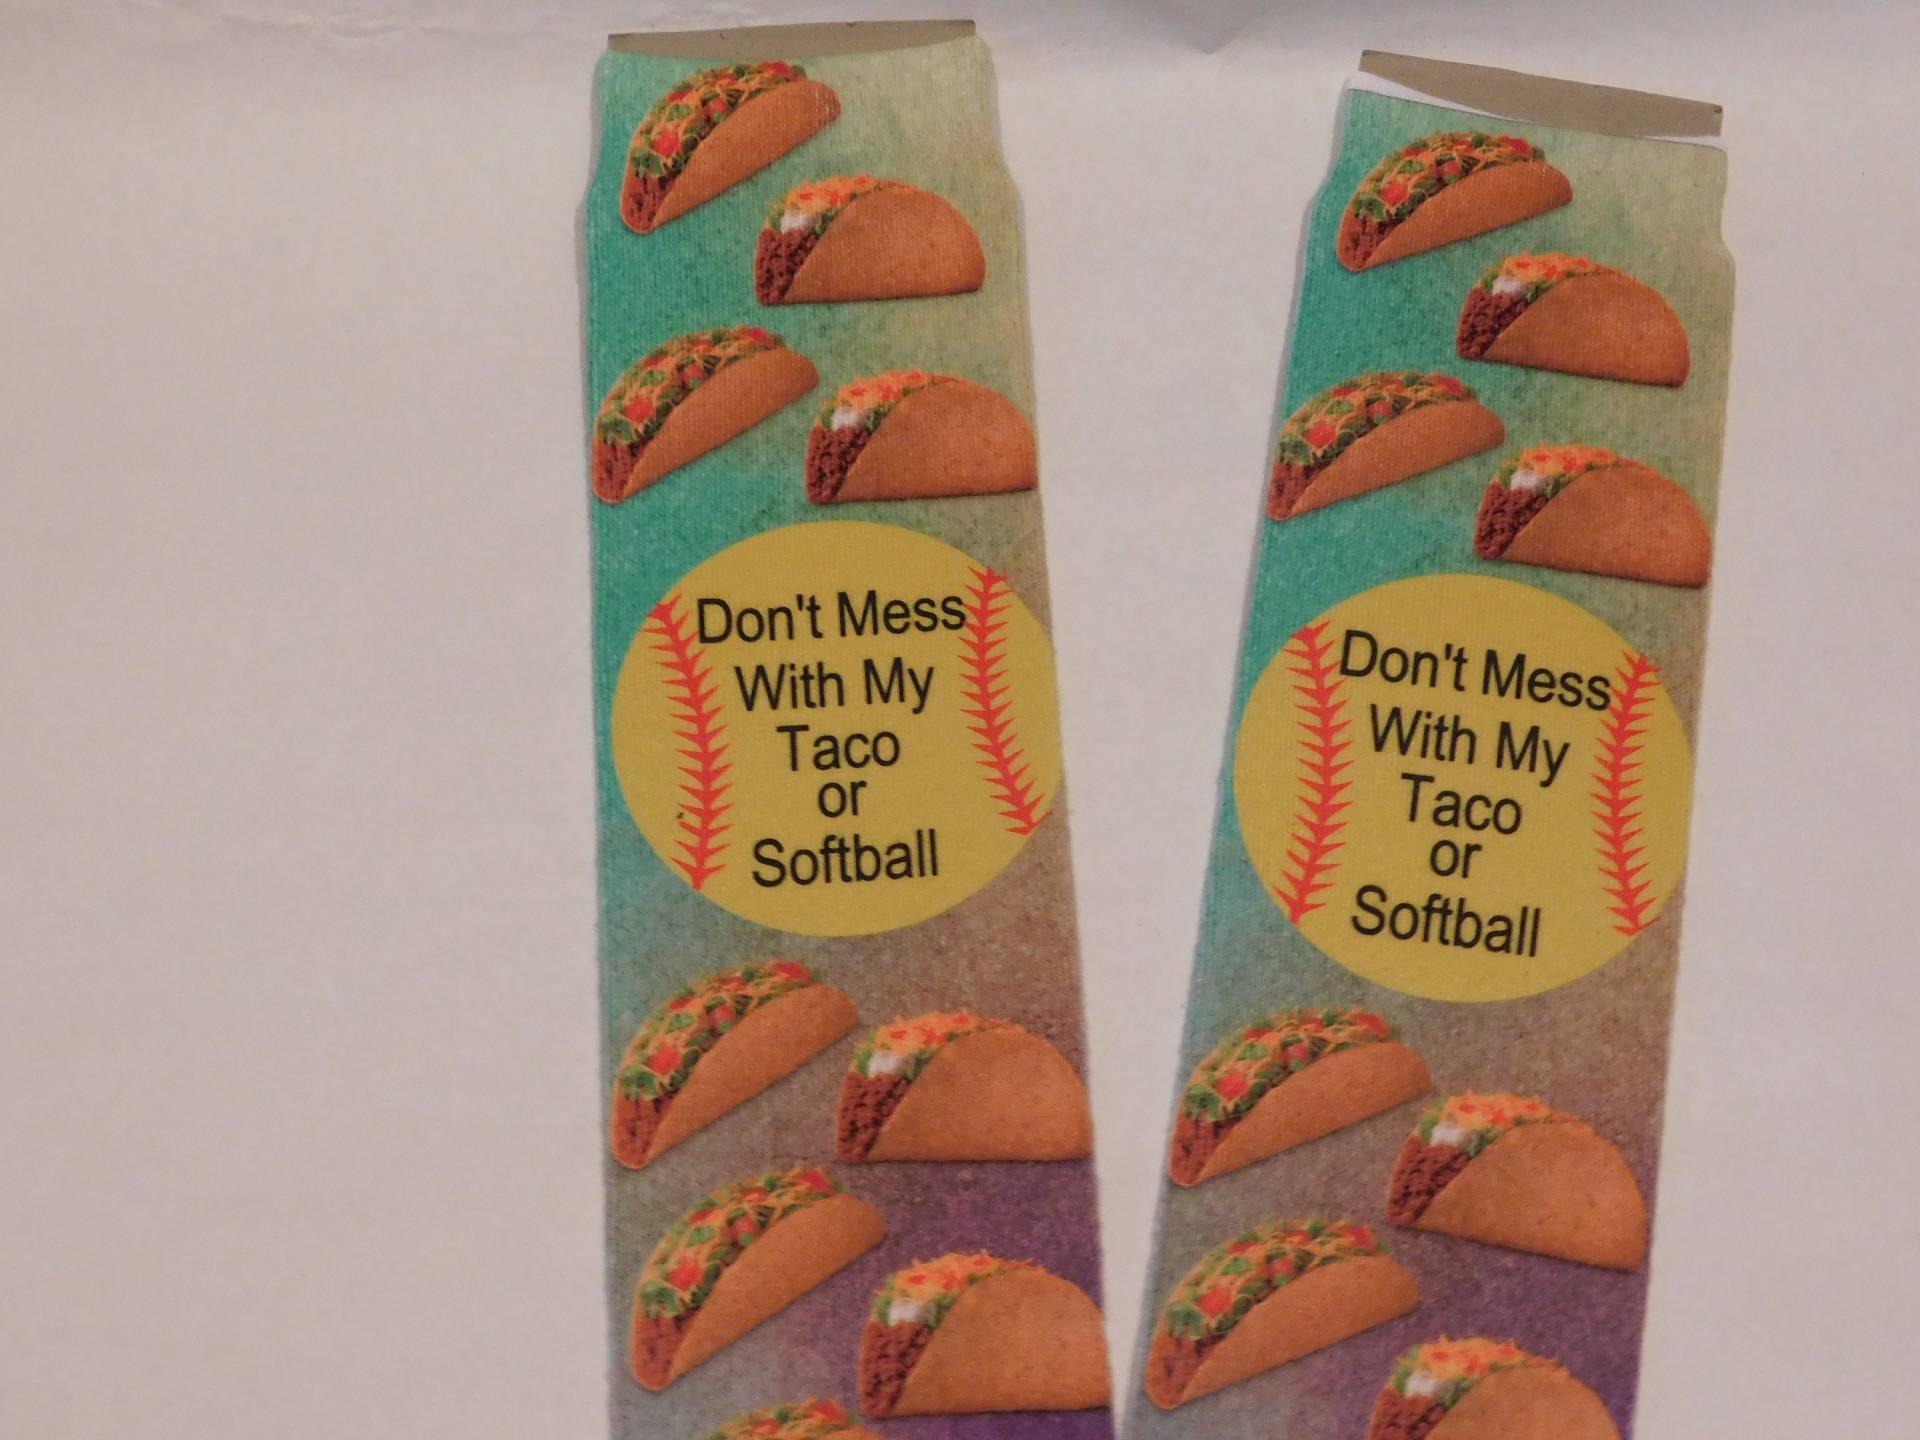 Don't Mess
With My
Taco
or
Softball
Don't Mess
With My
Taco
or
Softball